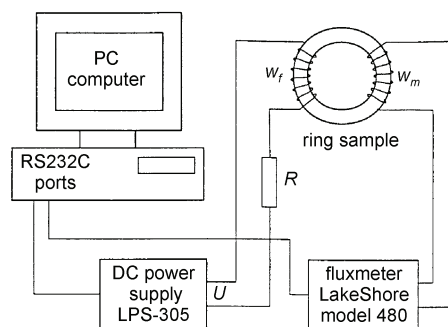 PC
computer
RS232C
ports
W_f
W_m
ring sample
R
DC power
supply
LPS-305
U
fluxmeter
LakeShore
model 480